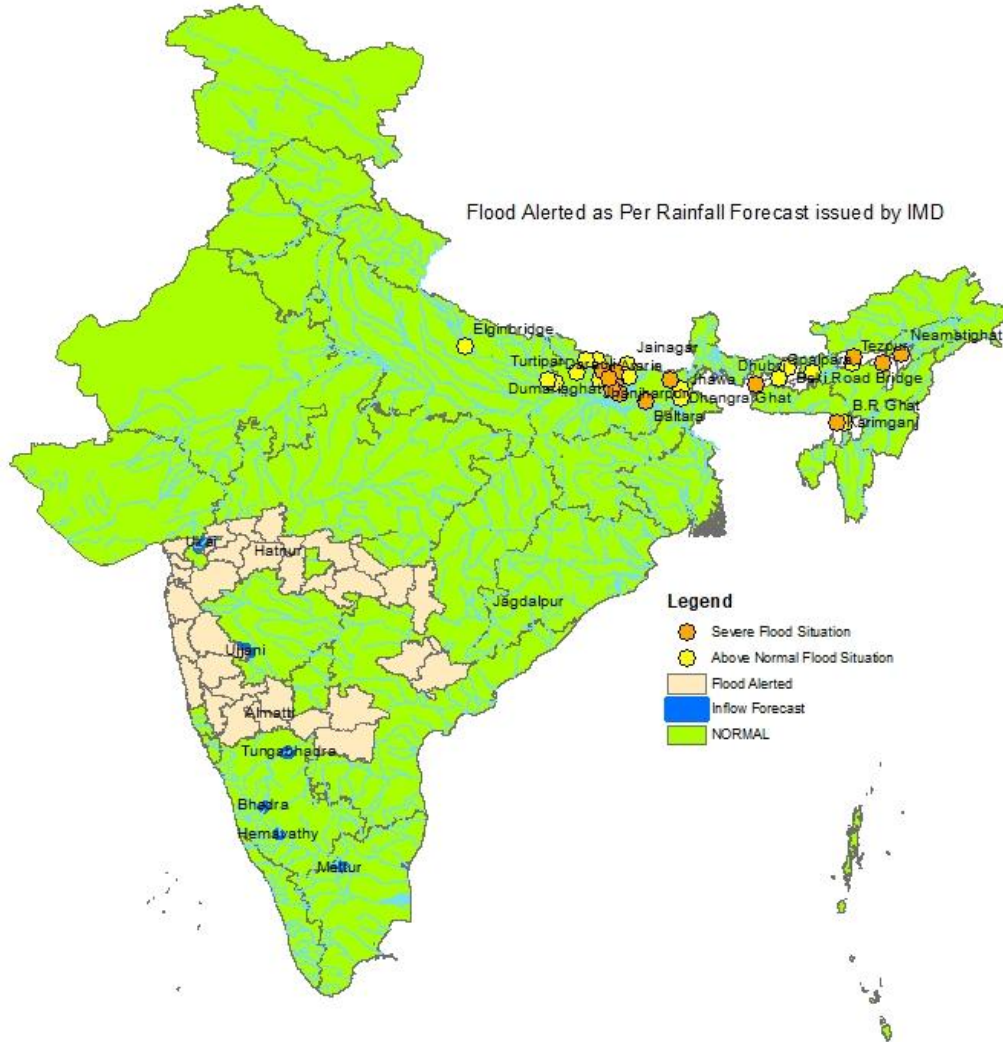 Flood Alerted as Per Rainfall Forecast issued by IMD
Elginbridge
Jainagar
Neamatighat
Tezpur
Goalpara
Dhubri
Turtipar
Jhawa
Road Bridge
Dhengra Ghat
Baltara
B.R Ghat
Karimganj
Ukai
Hatnur
Jagdalpur
Ujjani
Almatti
Tungabhadra
Bhadra
Hemavathy
Mettur
Legend
Severe Flood Situation
Above Normal Flood Situation
Flood Alerted
Inflow Forecast
NORMAL